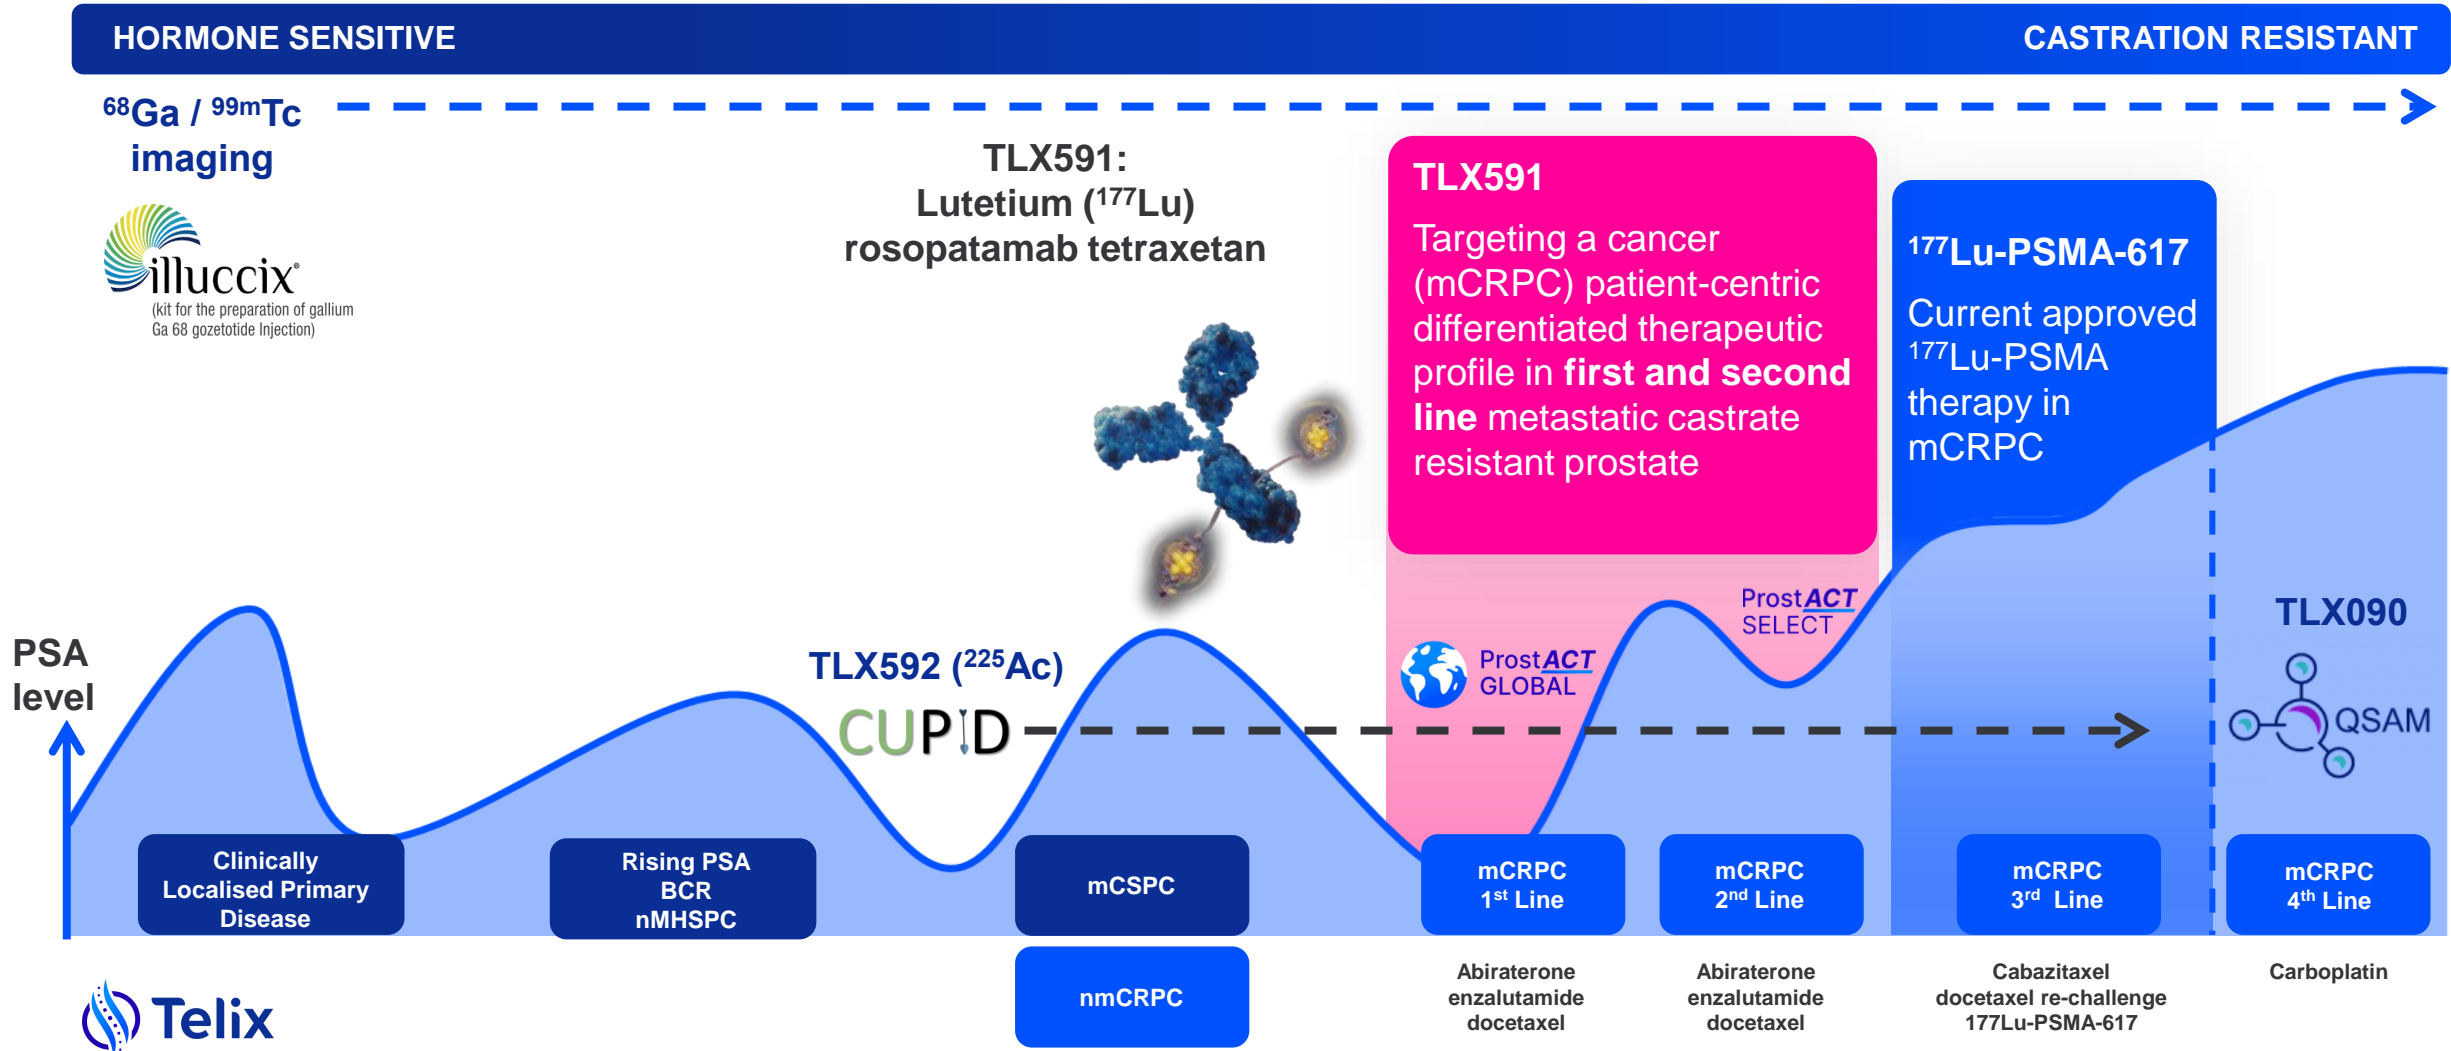 HORMONE SENSITIVE
CASTRATION RESISTANT
⁶⁸Ga / ⁹⁹ᵐTc
imaging
illuccix®
(kit for the preparation of gallium
Ga 68 gozetotide Injection)
TLX591:
Lutetium (¹⁷⁷Lu)
rosopatamab tetraxetan
TLX591
Targeting a cancer
(mCRPC) patient-centric
differentiated therapeutic
profile in first and second
line metastatic castrate
resistant prostate
¹⁷⁷Lu-PSMA-617
Current approved
¹⁷⁷Lu-PSMA
therapy in
mCRPC
PSA
level
TLX592 (²²⁵Ac)
CUPID
ProstACT
GLOBAL
ProstACT
SELECT
TLX090
QSAM
Clinically
Localised Primary
Disease
Rising PSA
BCR
nMHSPC
mCSPC
nmCRPC
mCRPC
1ˢᵗ Line
mCRPC
2ⁿᵈ Line
mCRPC
3ʳᵈ Line
mCRPC
4ᵗʰ Line
Abiraterone
enzalutamide
docetaxel
Abiraterone
enzalutamide
docetaxel
Cabazitaxel
docetaxel re-challenge
177Lu-PSMA-617
Carboplatin
Telix